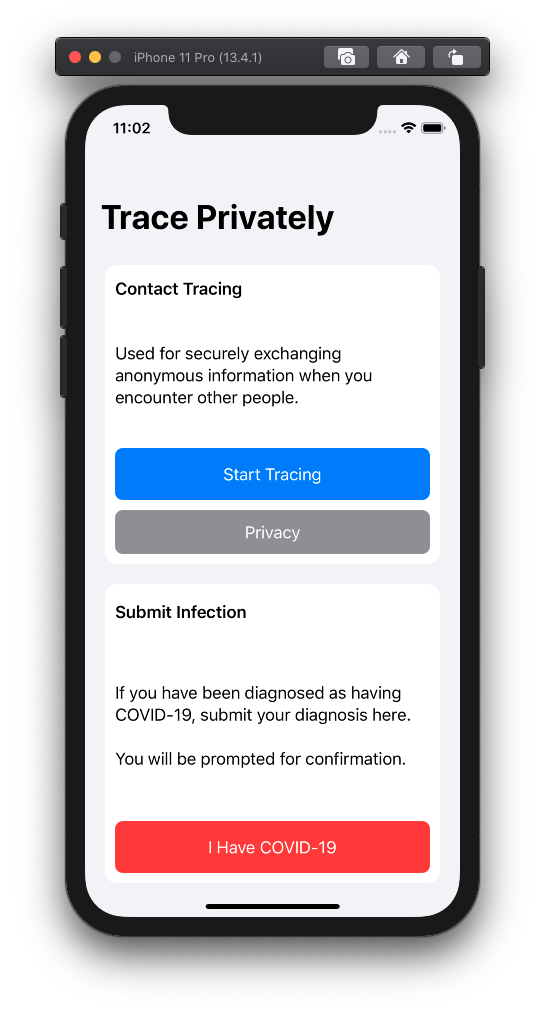 iPhone 11 Pro (13.4.1)
11:02
Trace Privately
Contact Tracing
Used for securely exchanging
anonymous information when you
encounter other people.
Start Tracing
Privacy
Submit Infection
If you have been diagnosed as having
COVID-19, submit your diagnosis here.
You will be prompted for confirmation.
I Have COVID-19